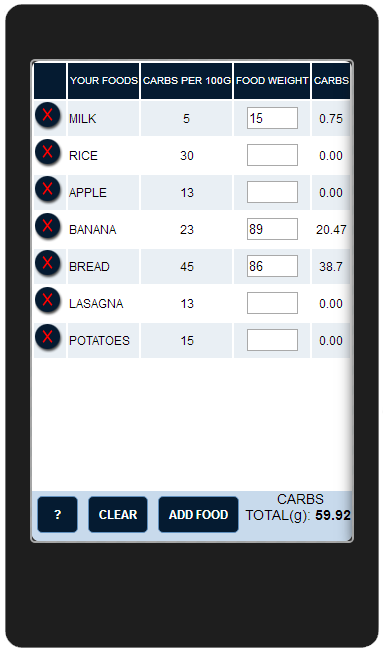 YOUR FOODS CARBS PER 100G FOOD WEIGHT CARBS
X MILK 5 15 0.75
X RICE 30 0.00
X APPLE 13 0.00
X BANANA 23 89 20.47
X BREAD 45 86 38.7
X LASAGNA 13 0.00
X POTATOES 15 0.00
? CLEAR ADD FOOD CARBS
TOTAL(g): 59.92